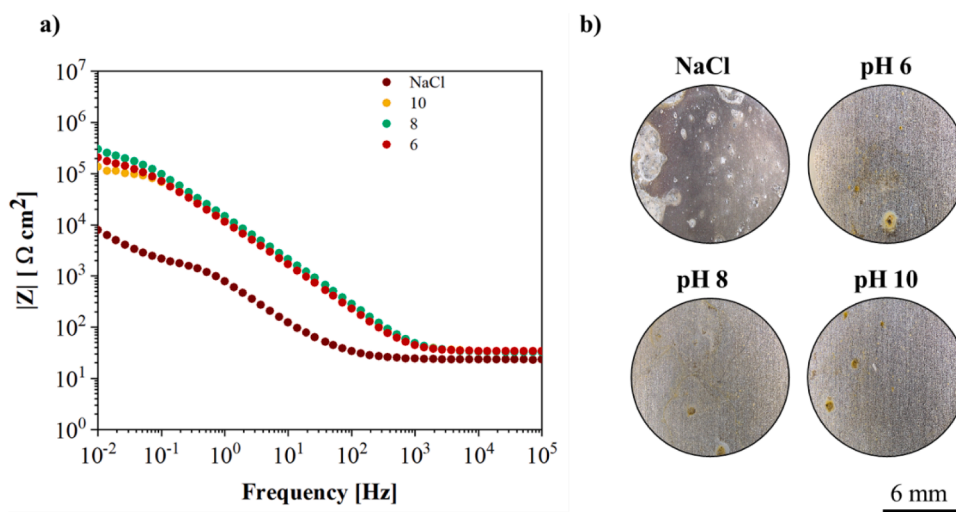 a)
|Z| [ Ω cm²]
10⁷
10⁶
10⁵
10⁴
10³
10²
10¹
10⁰
10⁻²
10⁻¹
10⁰
10¹
10²
10³
10⁴
10⁵
Frequency [Hz]
NaCl
10
8
6
b)
NaCl
pH 6
pH 8
pH 10
6 mm